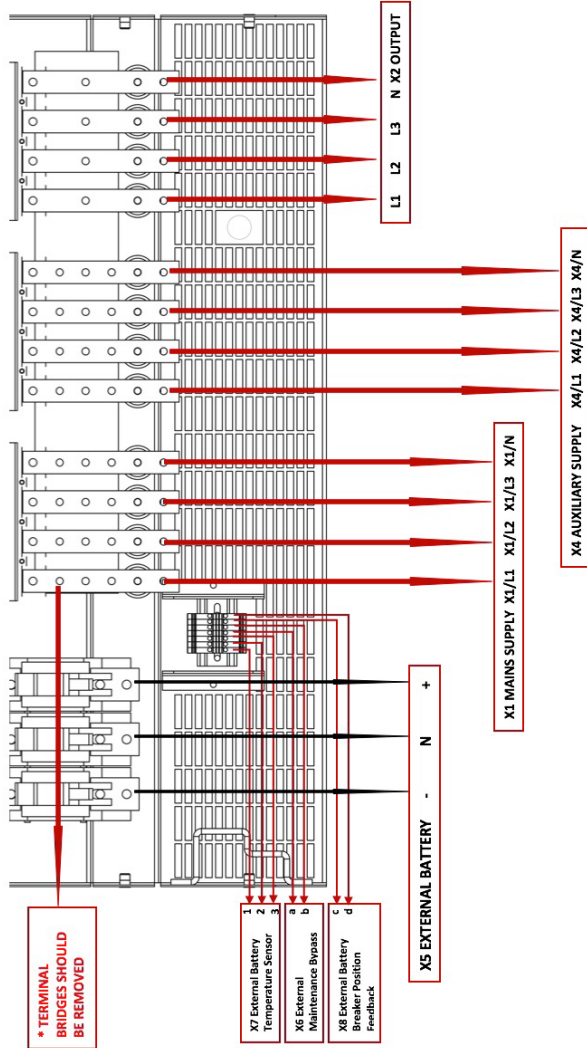 * TERMINAL
BRIDGES SHOULD
BE REMOVED
X7 External Battery
Temperature Sensor
1
2
3
X6 External
Maintenance Bypass
a
b
X8 External Battery
Breaker Position
Feedback
c
d
X5 EXTERNAL BATTERY - N +
X1 MAINS SUPPLY X1/L1 X1/L2 X1/L3 X1/N
X4 AUXILIARY SUPPLY X4/L1 X4/L2 X4/L3 X4/N
L1 L2 L3 N X2 OUTPUT